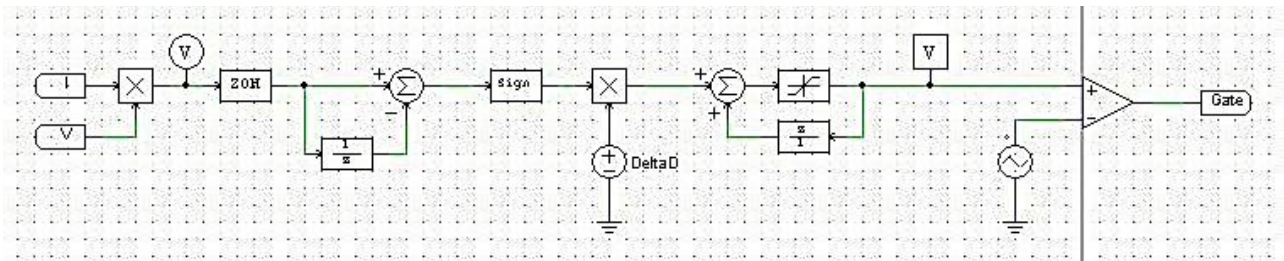 I
V
V
ZOH
+
Σ
−
1
z
Sign
DeltaD
+
−
+
Σ
+
z
1
V
+
−
Gate